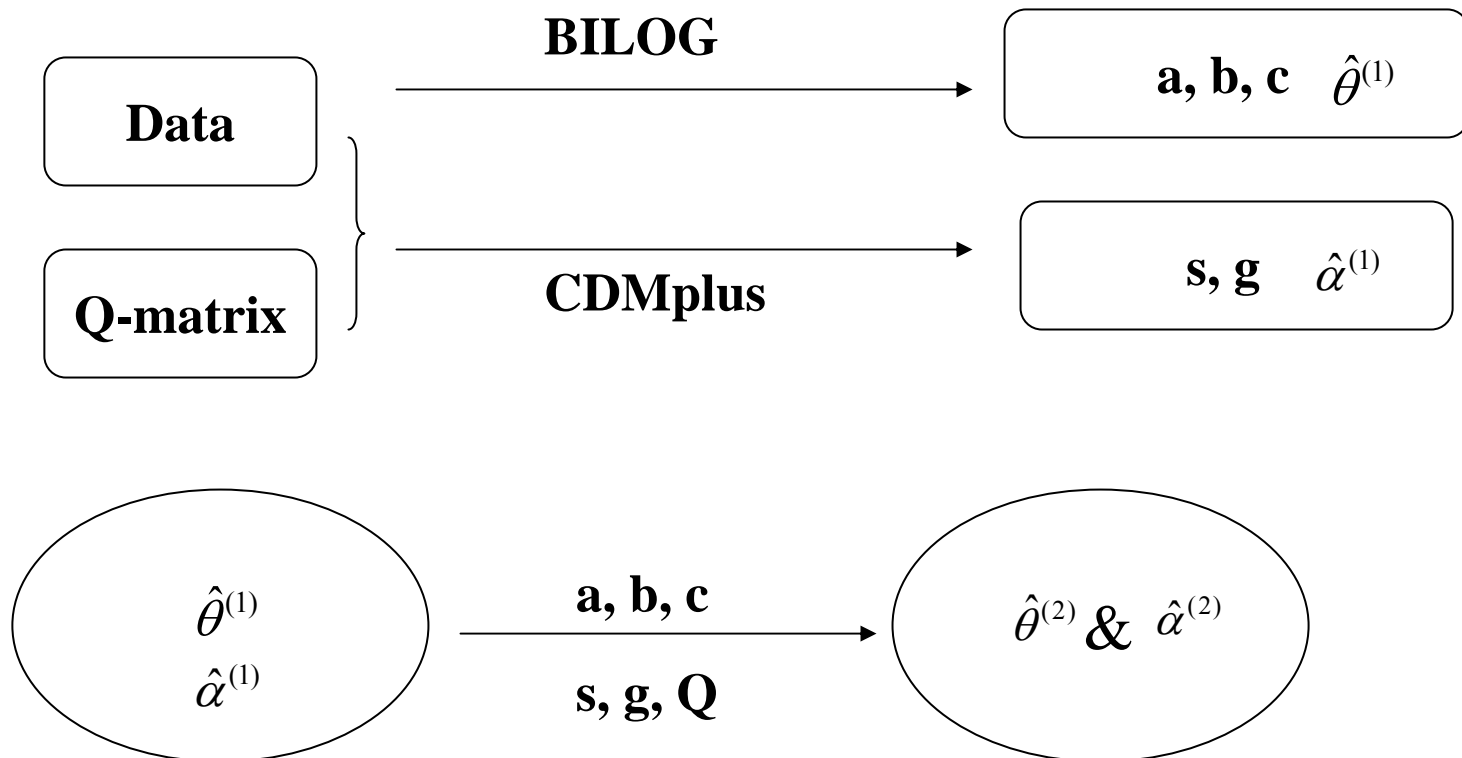 BILOG
Data
a, b, c θ̂⁽¹⁾
Q-matrix
CDMplus
s, g α̂⁽¹⁾
θ̂⁽¹⁾
α̂⁽¹⁾
a, b, c
s, g, Q
θ̂⁽²⁾ & α̂⁽²⁾